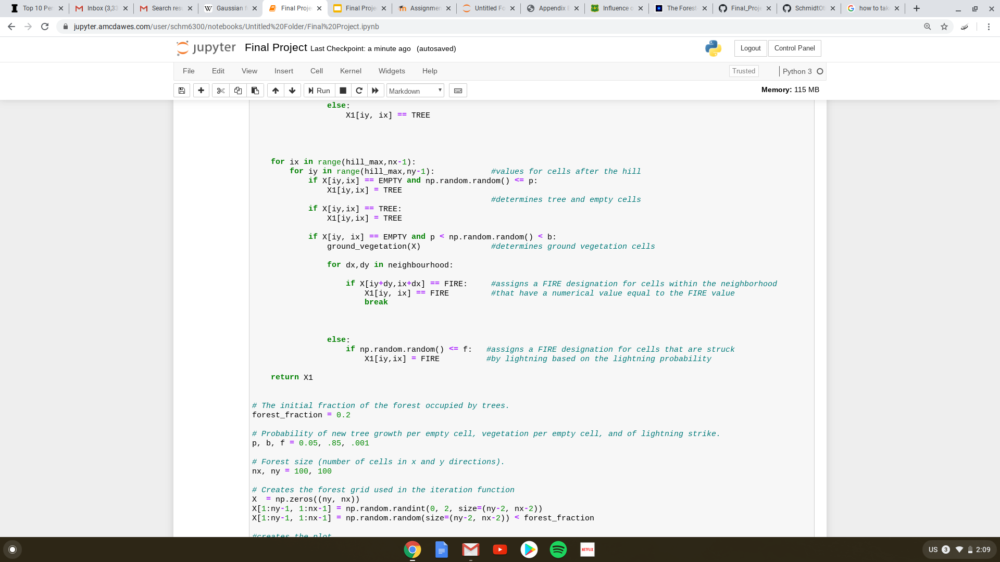 Top 10 Per
Inbox (3,33
Search resu
Gaussian f
Final Proje
Final Proje
Assignmen
Untitled Fo
Appendix E
Influence o
The Forest
Final_Proje
SchmidtOt
how to tak
jupyter.amcdawes.com/user/schm6300/notebooks/Untitled%20Folder/Final%20Project.ipynb
jupyter Final Project Last Checkpoint: a minute ago (autosaved) Logout Control Panel
File Edit View Insert Cell Kernel Widgets Help Trusted Python 3
Run Markdown Memory: 115 MB
else:
X1[iy, ix] == TREE
for ix in range(hill_max,nx-1):
for iy in range(hill_max,ny-1): #values for cells after the hill
if X[iy,ix] == EMPTY and np.random.random() <= p:
X1[iy,ix] = TREE
#determines tree and empty cells
if X[iy,ix] == TREE:
X1[iy,ix] = TREE
if X[iy, ix] == EMPTY and p < np.random.random() < b:
ground_vegetation(X) #determines ground vegetation cells
for dx,dy in neighbourhood:
if X[iy+dy,ix+dx] == FIRE: #assigns a FIRE designation for cells within the neighborhood
X1[iy, ix] == FIRE #that have a numerical value equal to the FIRE value
break
else:
if np.random.random() <= f: #assigns a FIRE designation for cells that are struck
X1[iy,ix] = FIRE #by lightning based on the lightning probability
return X1
# The initial fraction of the forest occupied by trees.
forest_fraction = 0.2
# Probability of new tree growth per empty cell, vegetation per empty cell, and of lightning strike.
p, b, f = 0.05, .85, .001
# Forest size (number of cells in x and y directions).
nx, ny = 100, 100
# Creates the forest grid used in the iteration function
X  = np.zeros((ny, nx))
X[1:ny-1, 1:nx-1] = np.random.randint(0, 2, size=(ny-2, nx-2))
X[1:ny-1, 1:nx-1] = np.random.random(size=(ny-2, nx-2)) < forest_fraction
#creates the plot
NETFLIX
US 3 2:09